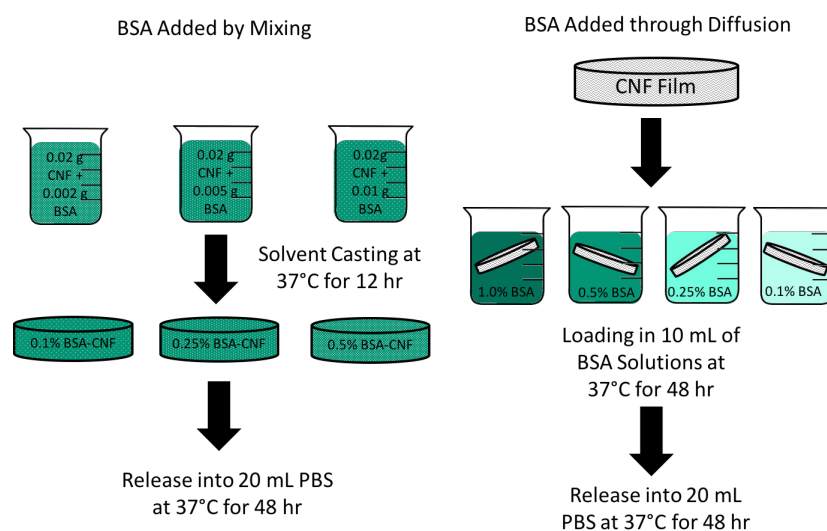 BSA Added by Mixing
0.02 g
CNF +
0.002 g
BSA
0.02 g
CNF +
0.005 g
BSA
0.02g
CNF +
0.01 g
BSA
Solvent Casting at
37°C for 12 hr
0.1% BSA-CNF
0.25% BSA-CNF
0.5% BSA-CNF
Release into 20 mL PBS
at 37°C for 48 hr
BSA Added through Diffusion
CNF Film
1.0% BSA
0.5% BSA
0.25% BSA
0.1% BSA
Loading in 10 mL of
BSA Solutions at
37°C for 48 hr
Release into 20 mL
PBS at 37°C for 48 hr